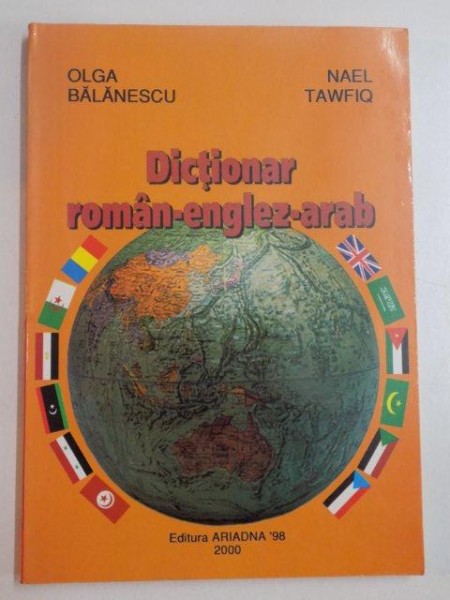 OLGA
BĂLĂNESCU
NAEL
TAWFIQ
Dicţionar
român-englez-arab
Editura ARIADNA '98
2000